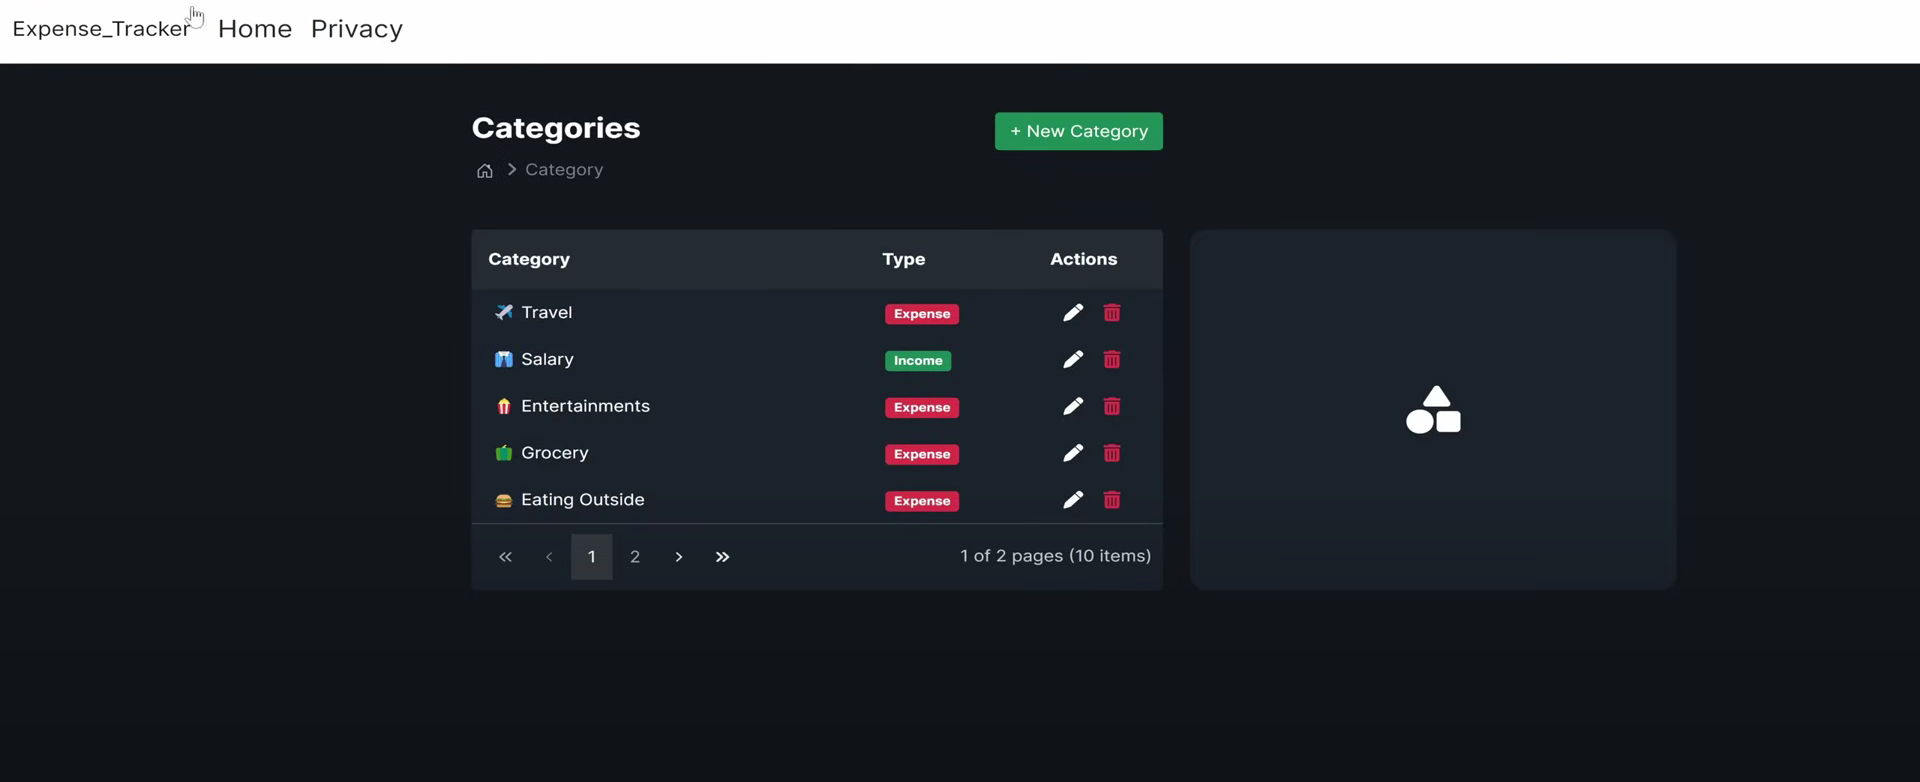 Expense_Tracker Home Privacy
Categories
+ New Category
Category
Category Type Actions
Travel Expense
Salary Income
Entertainments Expense
Grocery Expense
Eating Outside Expense
« ‹ 1 2 › » 1 of 2 pages (10 items)